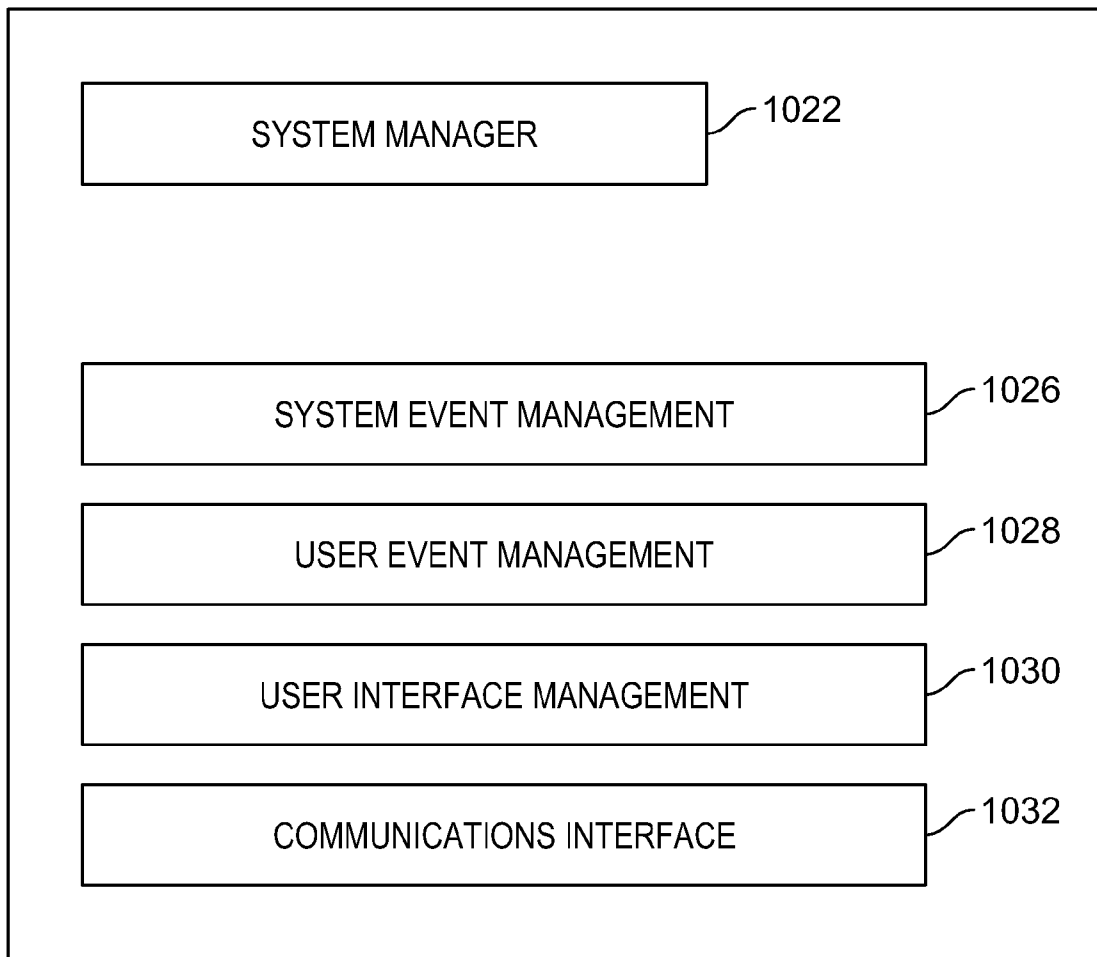 SYSTEM MANAGER 1022
SYSTEM EVENT MANAGEMENT 1026
USER EVENT MANAGEMENT 1028
USER INTERFACE MANAGEMENT 1030
COMMUNICATIONS INTERFACE 1032